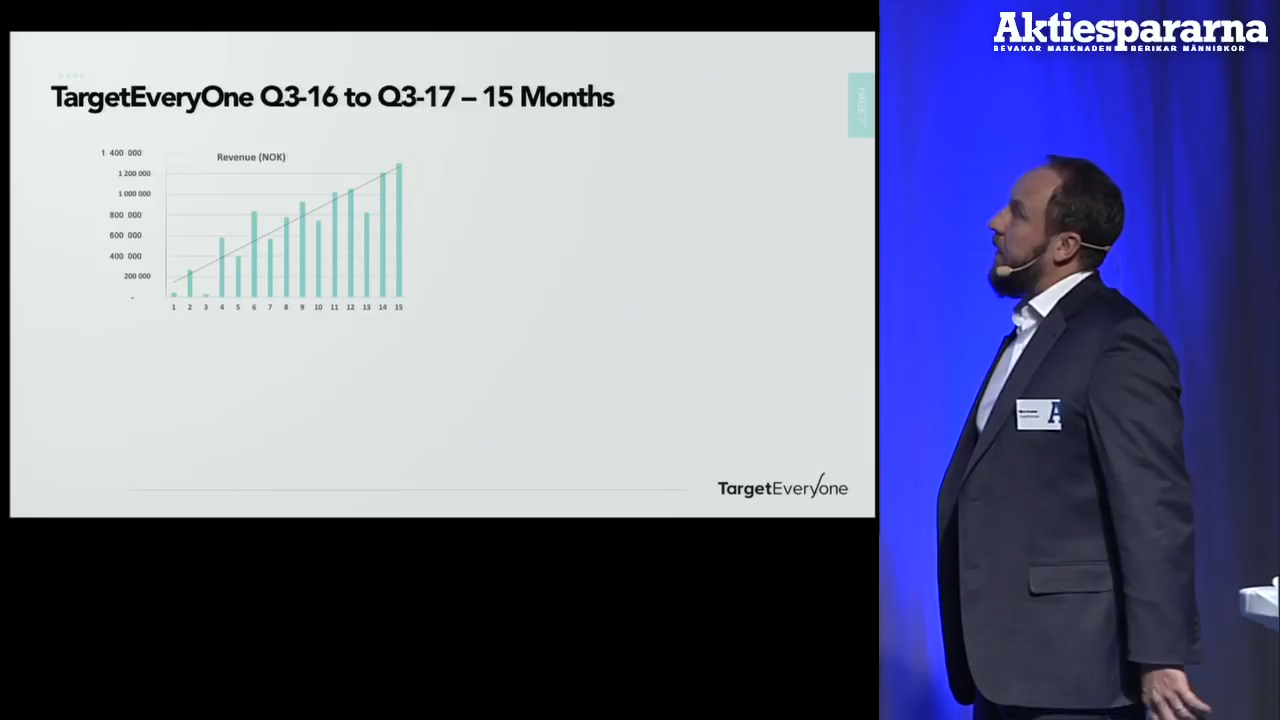 Aktiespararna
BEVAKAR MARKNADEN BERIKAR MÄNNISKOR
TargetEveryOne Q3-16 to Q3-17 – 15 Months
Revenue (NOK)
1 400 000
1 200 000
1 000 000
800 000
600 000
400 000
200 000
-
1 2 3 4 5 6 7 8 9 10 11 12 13 14 15
TargetEveryone
A